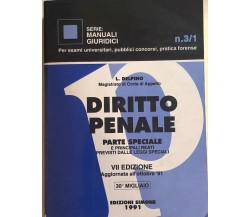 SERIE:
MANUALI
GIURIDICI
n.3/1
Per esami universitari, pubblici concorsi, pratica forense
L. DELPINO
Magistrato di Corte di Appello
DIRITTO
PENALE
PARTE SPECIALE
E PRINCIPALI REATI
PREVISTI DALLE LEGGI SPECIALI
VII EDIZIONE
Aggiornata all'ottobre '91
30° MIGLIAIO
EDIZIONI SIMONE
1991